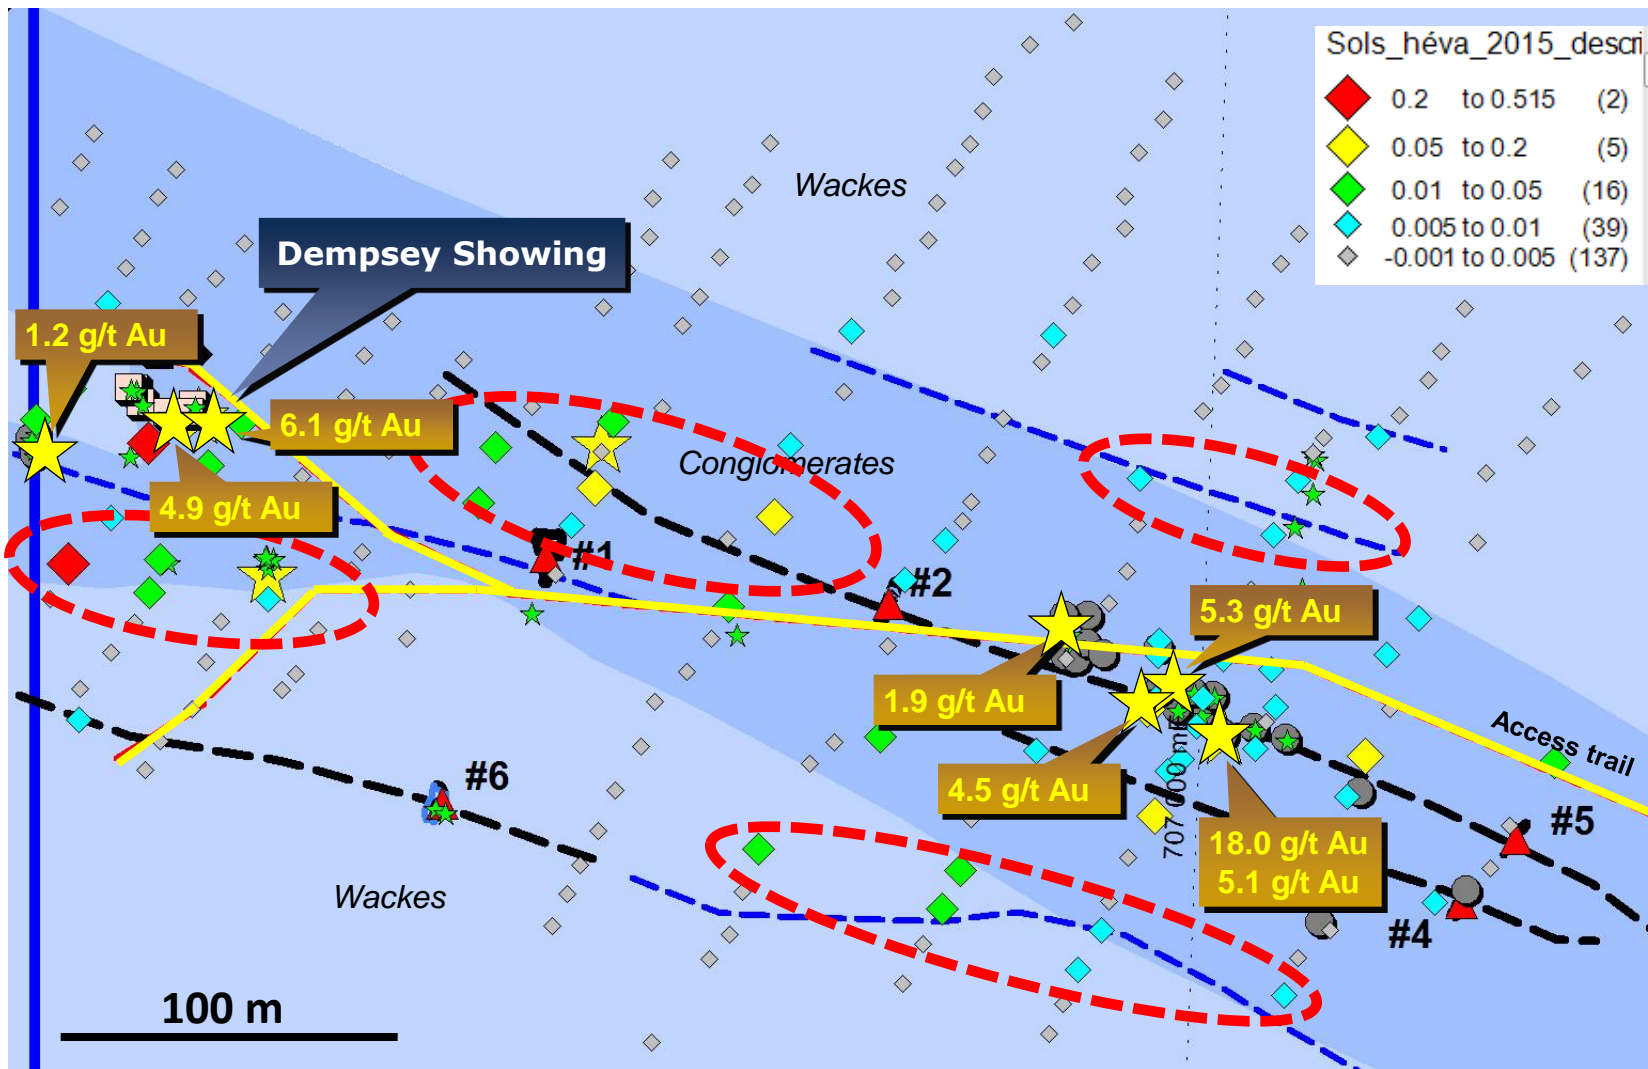 Sols_héva_2015_descri
0.2 to 0.515 (2)
0.05 to 0.2 (5)
0.01 to 0.05 (16)
0.005 to 0.01 (39)
-0.001 to 0.005 (137)
Wackes
Dempsey Showing
1.2 g/t Au
6.1 g/t Au
Conglomerates
4.9 g/t Au
#1
#2
5.3 g/t Au
1.9 g/t Au
Access trail
4.5 g/t Au
707 000 mE
#6
18.0 g/t Au
5.1 g/t Au
#5
Wackes
#4
100 m